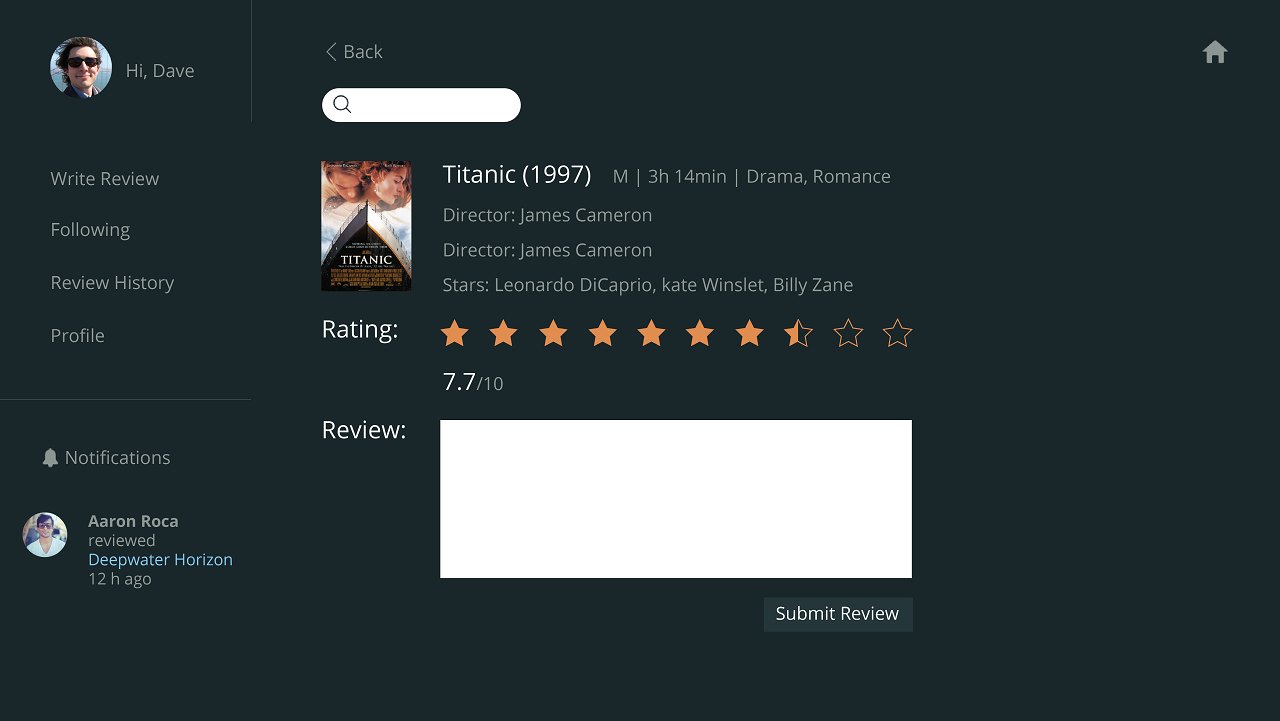 Hi, Dave
Back
Write Review
Following
Review History
Profile
Notifications
Aaron Roca
reviewed
Deepwater Horizon
12 h ago
TITANIC
Titanic (1997) M | 3h 14min | Drama, Romance
Director: James Cameron
Director: James Cameron
Stars: Leonardo DiCaprio, kate Winslet, Billy Zane
Rating:
7.7/10
Review:
Submit Review